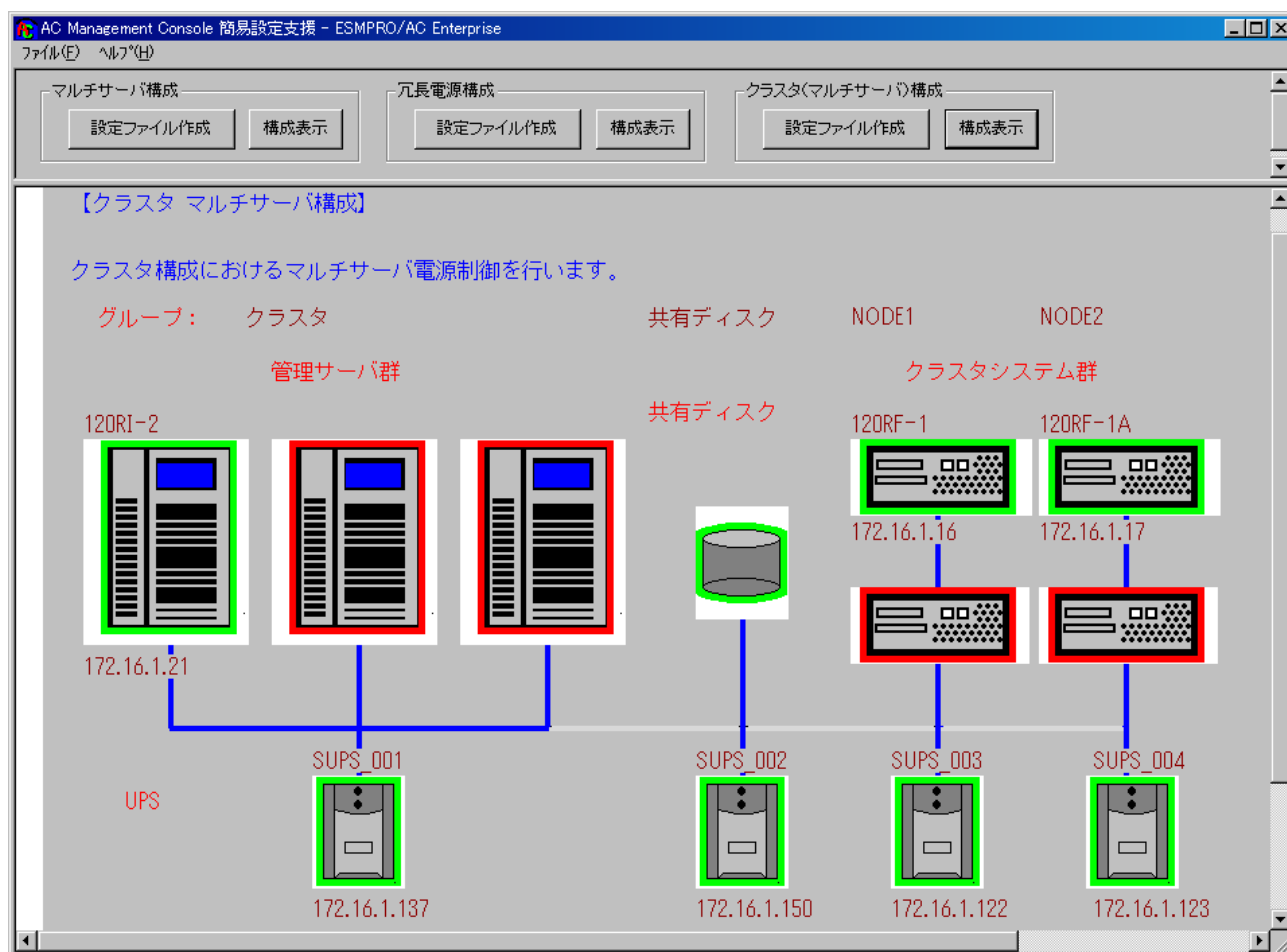 AC Management Console 簡易設定支援 - ESMPRO/AC Enterprise
ファイル(F) ヘルプ(H)
マルチサーバ構成 冗長電源構成 クラスタ(マルチサーバ)構成
設定ファイル作成 構成表示 設定ファイル作成 構成表示 設定ファイル作成 構成表示
【クラスタ マルチサーバ構成】
クラスタ構成におけるマルチサーバ電源制御を行います。
グループ: クラスタ 共有ディスク NODE1 NODE2
管理サーバ群 クラスタシステム群
共有ディスク
120RI-2 120RF-1 120RF-1A
172.16.1.16 172.16.1.17
172.16.1.21
SUPS_001 SUPS_002 SUPS_003 SUPS_004
UPS
172.16.1.137 172.16.1.150 172.16.1.122 172.16.1.123